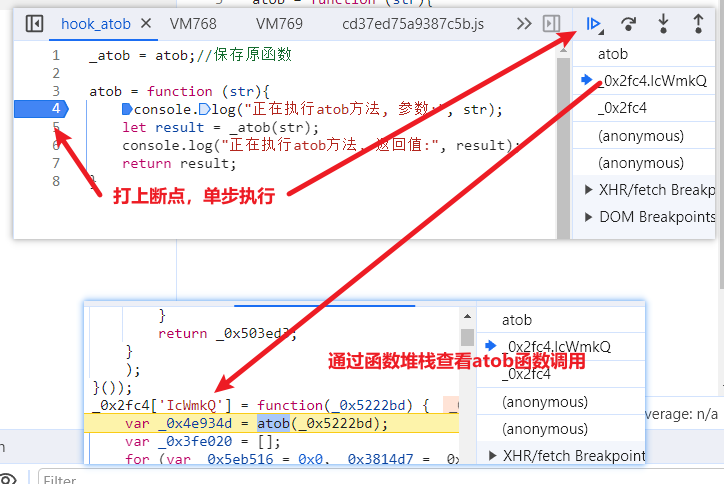 5 atob = function (str){
hook_atob × VM768 VM769 cd37ed75a9387c5b.js
1 _atob = atob;//保存原函数
2
3 atob = function (str){
4 console.log("正在执行atob方法, 参数:", str);
5 let result = _atob(str);
6 console.log("正在执行atob方法, 返回值:", result);
7 return result;
8 }
atob
_0x2fc4.IcWmkQ
_0x2fc4
(anonymous)
(anonymous)
XHR/fetch Breakp
DOM Breakpoints
打上断点，单步执行
}
return _0x503ed3;
}
);
}());
_0x2fc4['IcWmkQ'] = function(_0x5222bd) {
var _0x4e934d = atob(_0x5222bd);
var _0x3fe020 = [];
for (var _0x5eb516 = 0x0, _0x3814d7 = _0x
atob
_0x2fc4.IcWmkQ
_0x2fc4
(anonymous)
(anonymous)
XHR/fetch Breakpoint
通过函数堆栈查看atob函数调用
verage: n/a
Filter